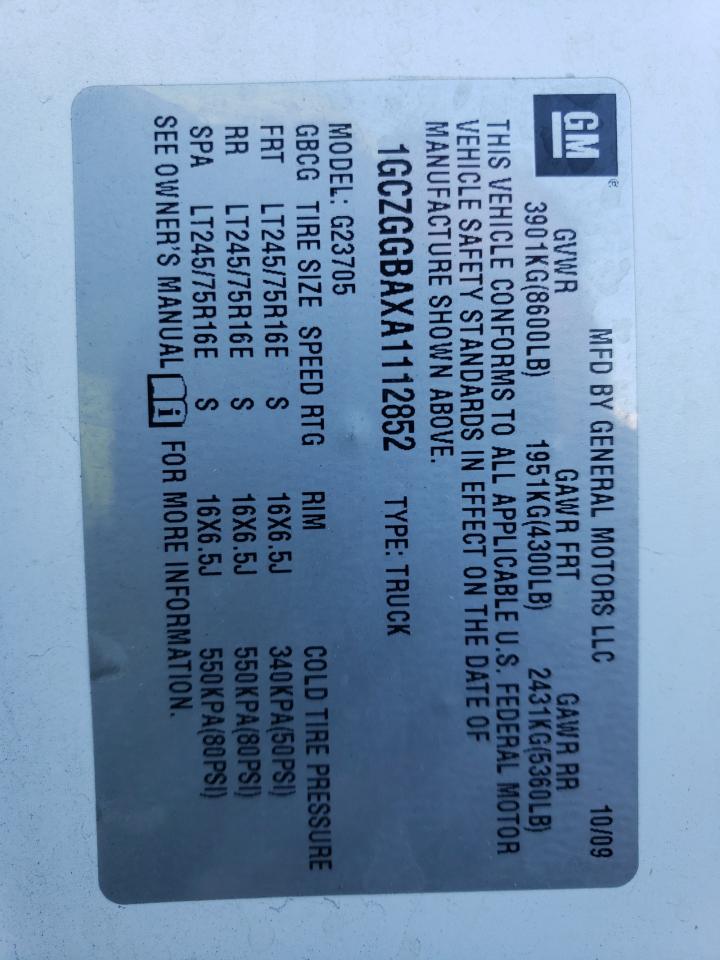 GM
MFD BY GENERAL MOTORS LLC 10/09
GVWR GAWR FRT GAWR RR
3901KG(8600LB) 1951KG(4300LB) 2431KG(5360LB)
THIS VEHICLE CONFORMS TO ALL APPLICABLE U.S. FEDERAL MOTOR
VEHICLE SAFETY STANDARDS IN EFFECT ON THE DATE OF
MANUFACTURE SHOWN ABOVE.
1GCZGGBAXA1112852 TYPE: TRUCK
MODEL: G23705
GBCG TIRE SIZE SPEED RTG RIM COLD TIRE PRESSURE
FRT LT245/75R16E S 16X6.5J 340KPA(50PSI)
RR LT245/75R16E S 16X6.5J 550KPA(80PSI)
SPA LT245/75R16E S 16X6.5J 550KPA(80PSI)
SEE OWNER'S MANUAL i FOR MORE INFORMATION.